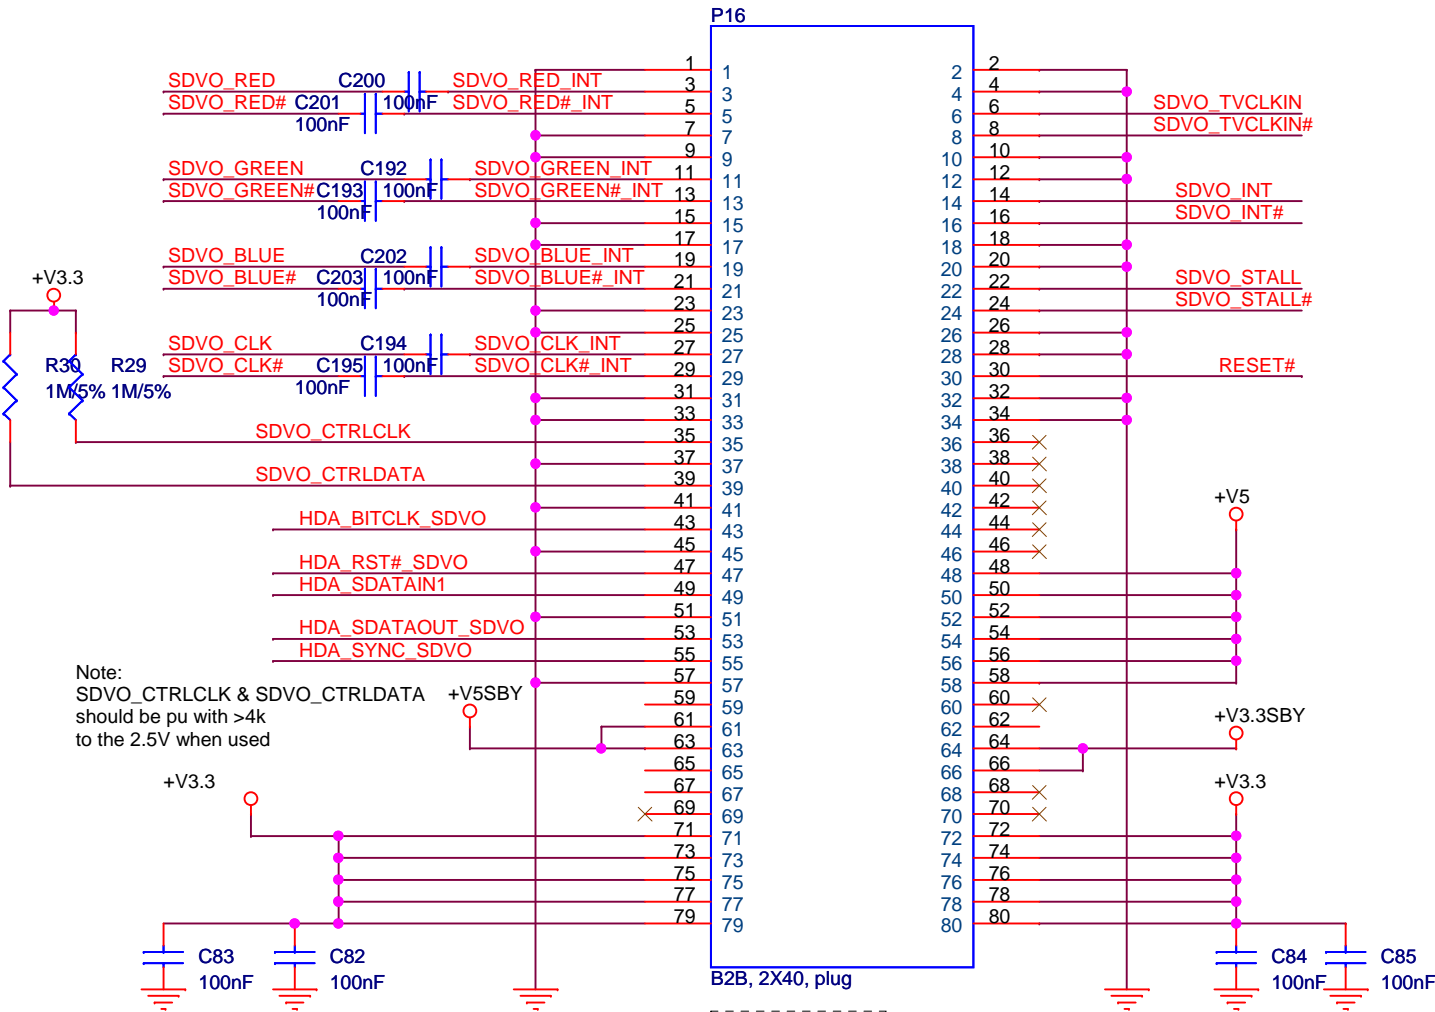 P16
1 1 2 2
SDVO_RED C200 SDVO_RED_INT 3 3 4 4
SDVO_RED# C201 100nF SDVO_RED#_INT 5 5 6 6 SDVO_TVCLKIN
100nF 7 7 8 8 SDVO_TVCLKIN#
9 9 10 10
SDVO_GREEN C192 SDVO_GREEN_INT 11 11 12 12
SDVO_GREEN# C193 100nF SDVO_GREEN#_INT 13 13 14 14 SDVO_INT
100nF 15 15 16 16 SDVO_INT#
17 17 18 18
SDVO_BLUE C202 SDVO_BLUE_INT 19 19 20 20
SDVO_BLUE# C203 100nF SDVO_BLUE#_INT 21 21 22 22 SDVO_STALL
+V3.3 100nF 23 23 24 24 SDVO_STALL#
25 25 26 26
SDVO_CLK C194 SDVO_CLK_INT 27 27 28 28
R30 R29 SDVO_CLK# C195 100nF SDVO_CLK#_INT 29 29 30 30 RESET#
1M/5% 1M/5% 100nF 31 31 32 32
33 33 34 34
SDVO_CTRLCLK 35 35 36 36
37 37 38 38
SDVO_CTRLDATA 39 39 40 40
41 41 42 42 +V5
HDA_BITCLK_SDVO 43 43 44 44
45 45 46 46
HDA_RST#_SDVO 47 47 48 48
HDA_SDATAIN1 49 49 50 50
51 51 52 52
HDA_SDATAOUT_SDVO 53 53 54 54
HDA_SYNC_SDVO 55 55 56 56
Note:
SDVO_CTRLCLK & SDVO_CTRLDATA
should be pu with >4k
to the 2.5V when used
+V5SBY 57 57 58 58
59 59 60 60
61 61 62 62 +V3.3SBY
63 63 64 64
65 65 66 66
+V3.3 67 67 68 68 +V3.3
69 69 70 70
71 71 72 72
73 73 74 74
75 75 76 76
77 77 78 78
79 79 80 80
C83 C82 C84 C85
100nF 100nF 100nF 100nF
B2B, 2X40, plug